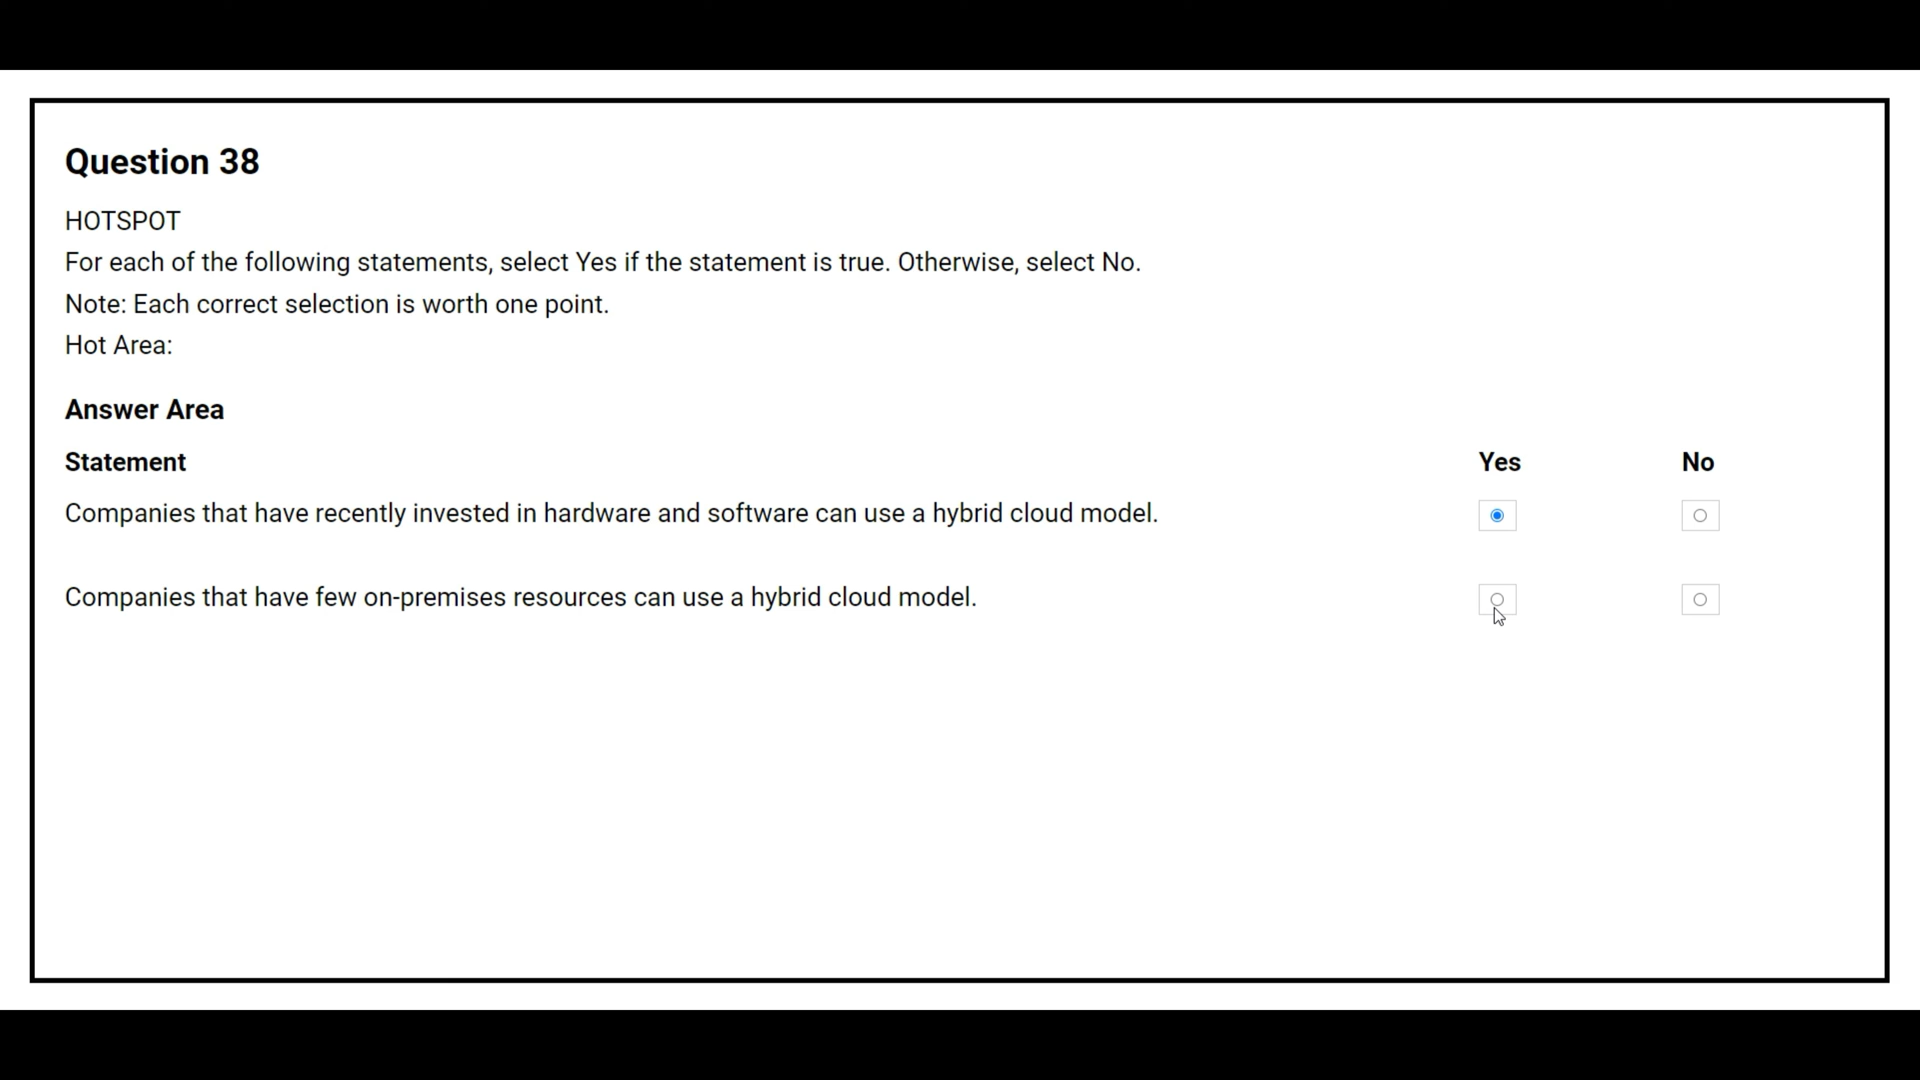 Question 38
HOTSPOT
For each of the following statements, select Yes if the statement is true. Otherwise, select No.
Note: Each correct selection is worth one point.
Hot Area:
Answer Area
Statement Yes No
Companies that have recently invested in hardware and software can use a hybrid cloud model.
Companies that have few on-premises resources can use a hybrid cloud model.